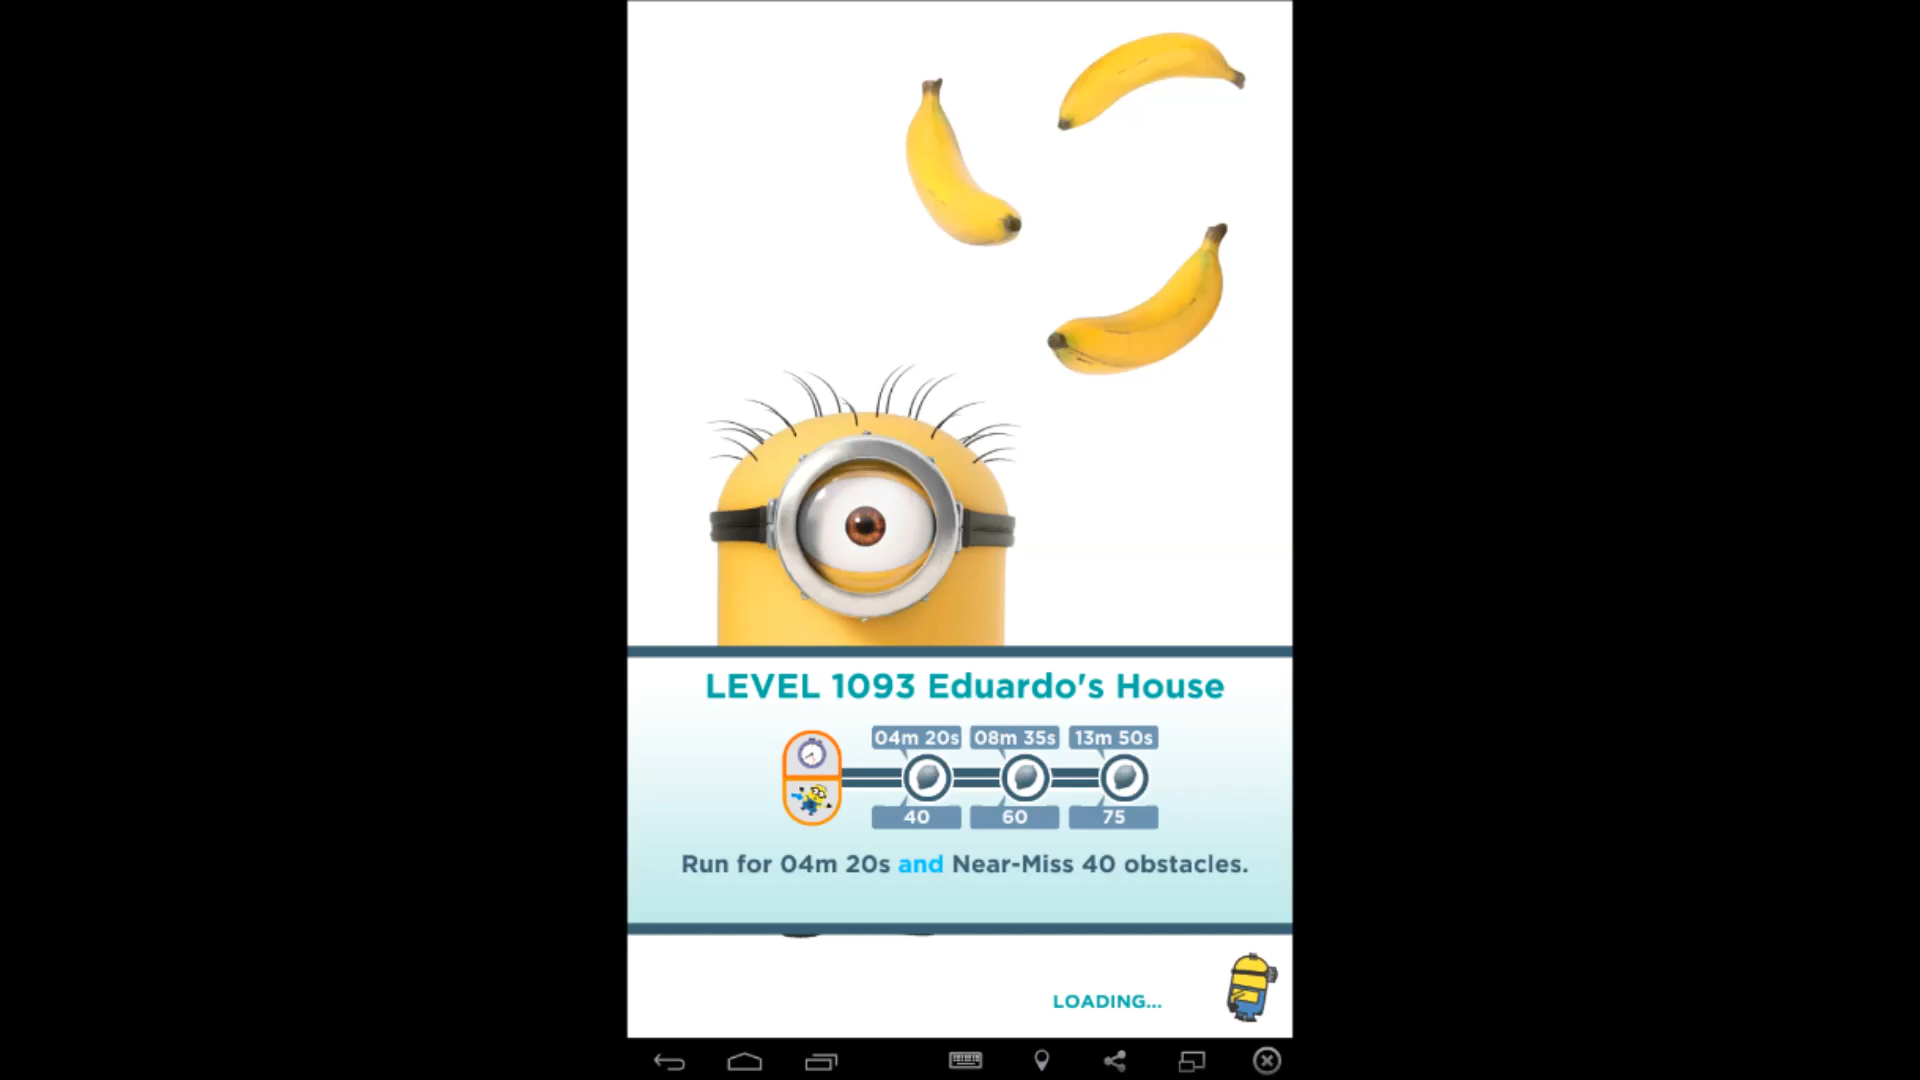 LEVEL 1093 Eduardo's House
04m 20s 08m 35s 13m 50s
40 60 75
Run for 04m 20s and Near-Miss 40 obstacles.
LOADING...